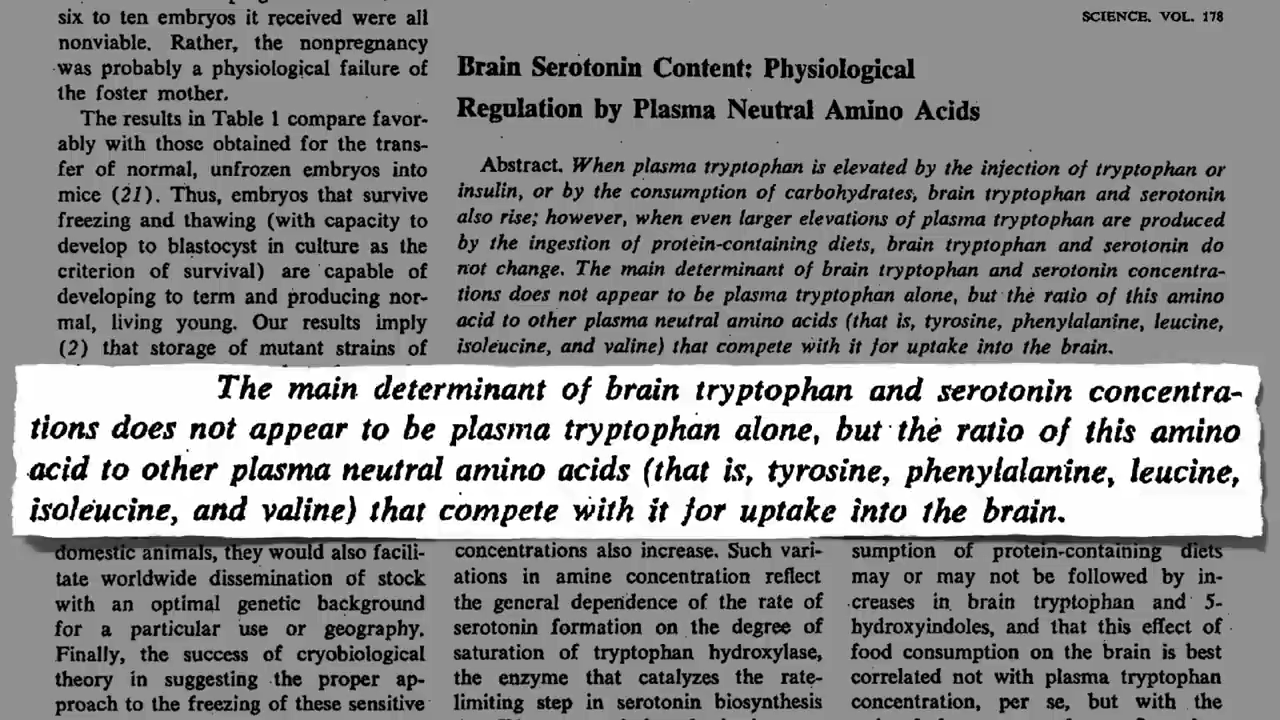 six to ten embryos it received were all
nonviable. Rather, the nonpregnancy
was probably a physiological failure of
the foster mother.
The results in Table 1 compare favor-
ably with those obtained for the trans-
fer of normal, unfrozen embryos into
mice (21). Thus, embryos that survive
freezing and thawing (with capacity to
develop to blastocyst in culture as the
criterion of survival) are capable of
developing to term and producing nor-
mal, living young. Our results imply
(2) that storage of mutant strains of
SCIENCE, VOL. 178
Brain Serotonin Content: Physiological
Regulation by Plasma Neutral Amino Acids
Abstract. When plasma tryptophan is elevated by the injection of tryptophan or
insulin, or by the consumption of carbohydrates, brain tryptophan and serotonin
also rise; however, when even larger elevations of plasma tryptophan are produced
by the ingestion of protein-containing diets, brain tryptophan and serotonin do
not change. The main determinant of brain tryptophan and serotonin concentra-
tions does not appear to be plasma tryptophan alone, but the ratio of this amino
acid to other plasma neutral amino acids (that is, tyrosine, phenylalanine, leucine,
isoleucine, and valine) that compete with it for uptake into the brain.
The main determinant of brain tryptophan and serotonin concentra-
tions does not appear to be plasma tryptophan alone, but the ratio of this amino
acid to other plasma neutral amino acids (that is, tyrosine, phenylalanine, leucine,
isoleucine, and valine) that compete with it for uptake into the brain.
domestic animals, they would also facili-
tate worldwide dissemination of stock
with an optimal genetic background
for a particular use or geography.
Finally, the success of cryobiological
theory in suggesting the proper ap-
proach to the freezing of these sensitive
concentrations also increase. Such vari-
ations in amine concentration reflect
the general dependence of the rate of
serotonin formation on the degree of
saturation of tryptophan hydroxylase,
the enzyme that catalyzes the rate-
limiting step in serotonin biosynthesis
sumption of protein-containing diets
may or may not be followed by in-
creases in brain tryptophan and 5-
hydroxyindoles, and that this effect of
food consumption on the brain is best
correlated not with plasma tryptophan
concentration, per se, but with the